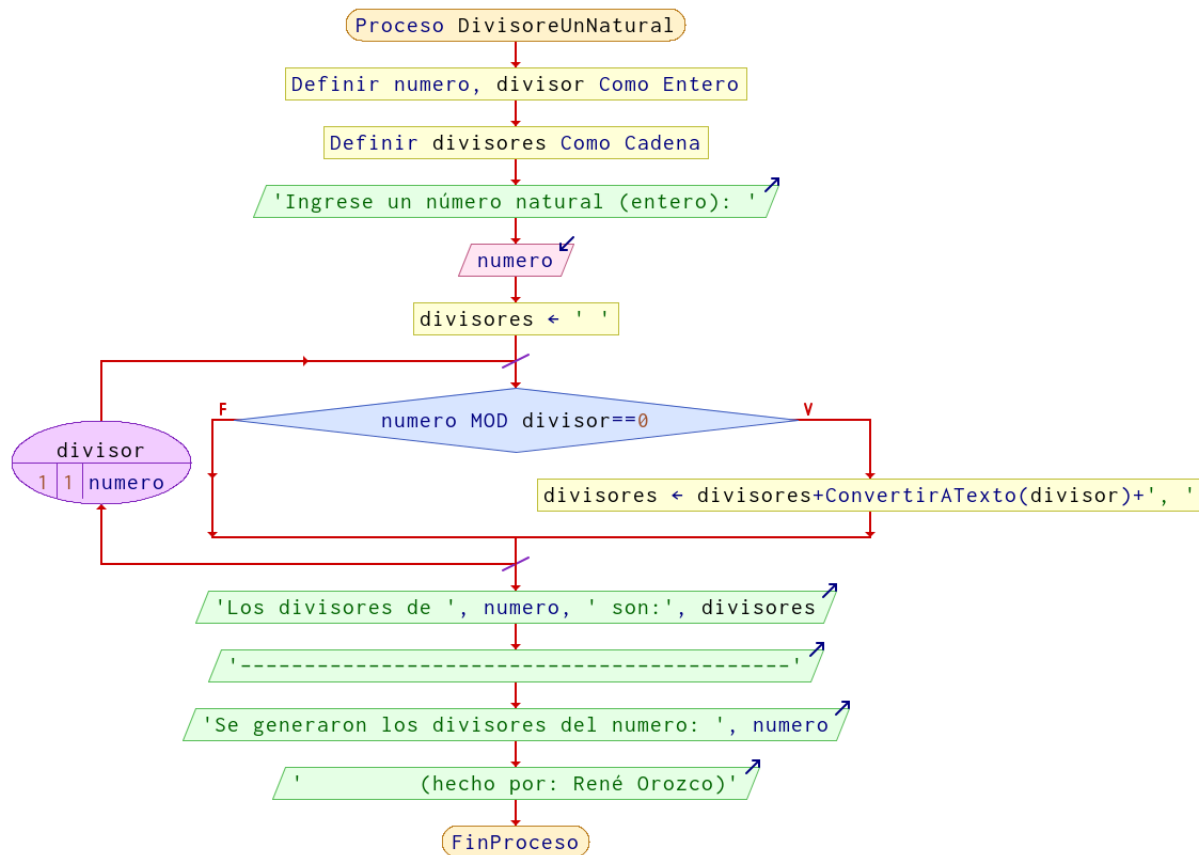 Proceso DivisoreUnNatural
Definir numero, divisor Como Entero
Definir divisores Como Cadena
'Ingrese un número natural (entero): '
numero
divisores ← ' '
F
numero MOD divisor==0
V
divisor
1 1 numero
divisores ← divisores+ConvertirATexto(divisor)+', '
'Los divisores de ', numero, ' son:', divisores
'-------------------------------------------'
'Se generaron los divisores del numero: ', numero
'         (hecho por: René Orozco)'
FinProceso